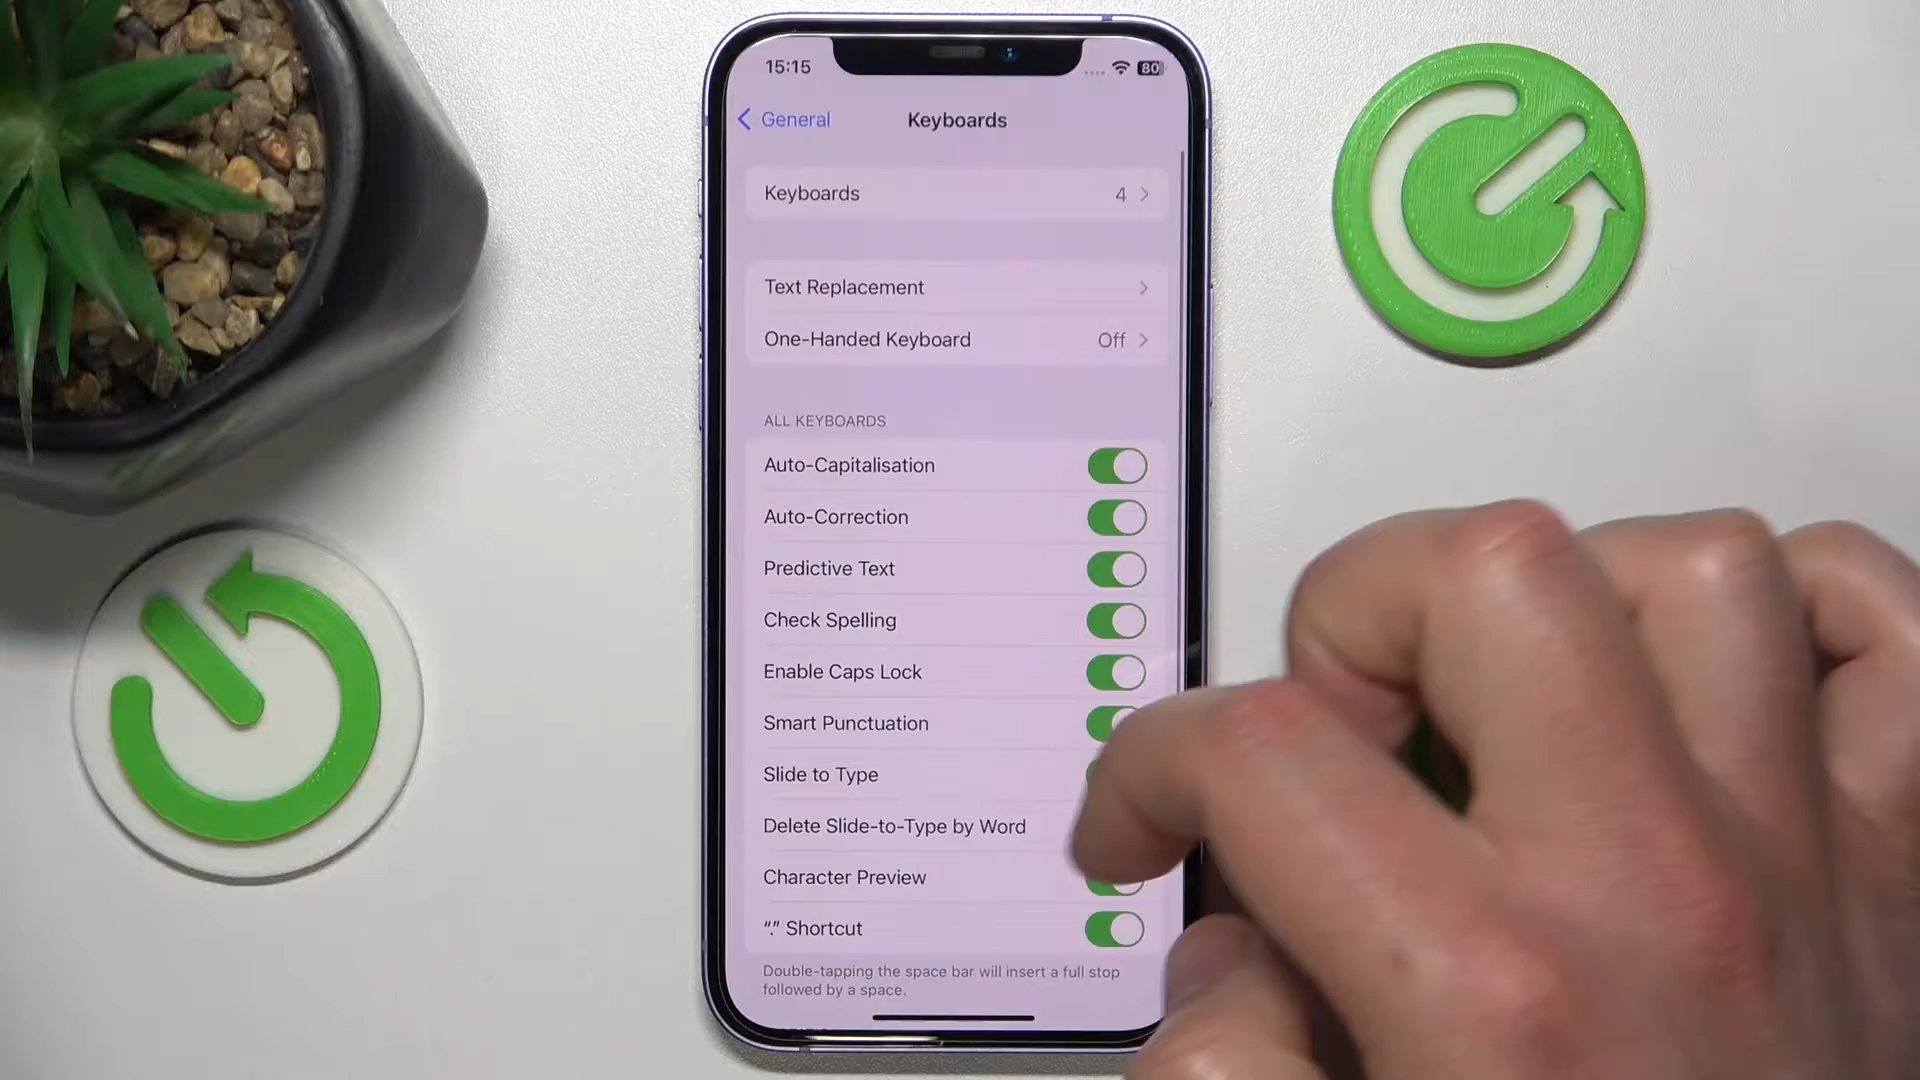 15:15
80
General
Keyboards
Keyboards 4
Text Replacement
One-Handed Keyboard Off
ALL KEYBOARDS
Auto-Capitalisation
Auto-Correction
Predictive Text
Check Spelling
Enable Caps Lock
Smart Punctuation
Slide to Type
Delete Slide-to-Type by Word
Character Preview
“.” Shortcut
Double-tapping the space bar will insert a full stop
followed by a space.